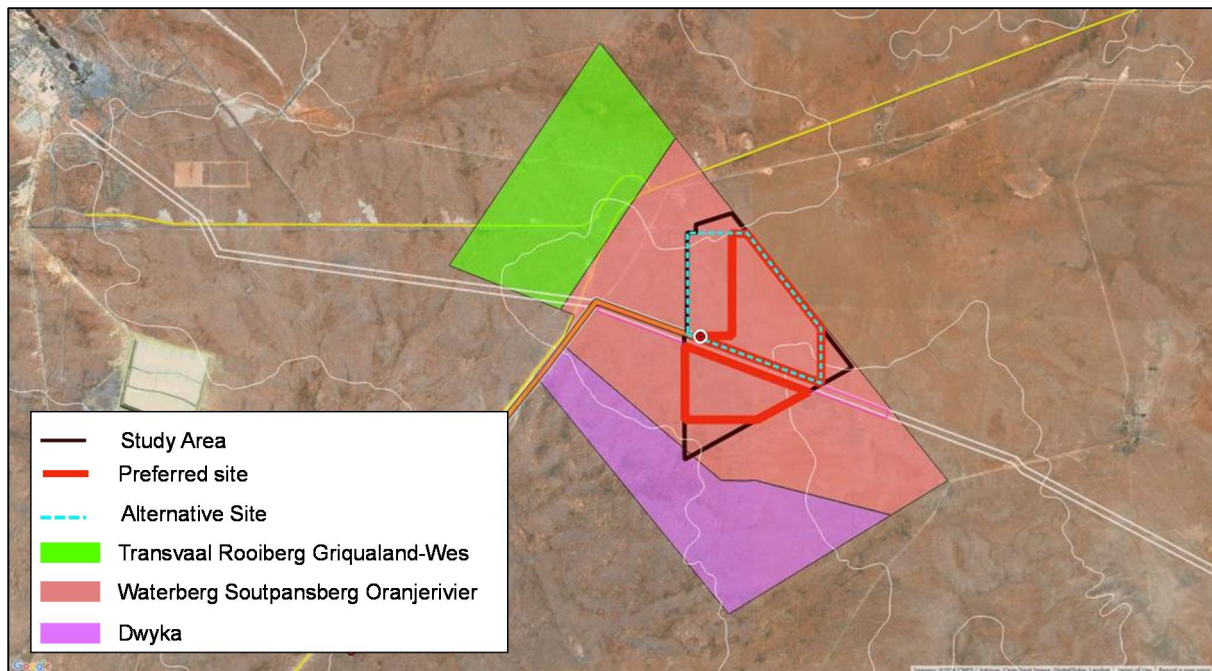 Study Area
Preferred site
Alternative Site
Transvaal Rooiberg Griqualand-Wes
Waterberg Soutpansberg Oranjerivier
Dwyka
Google